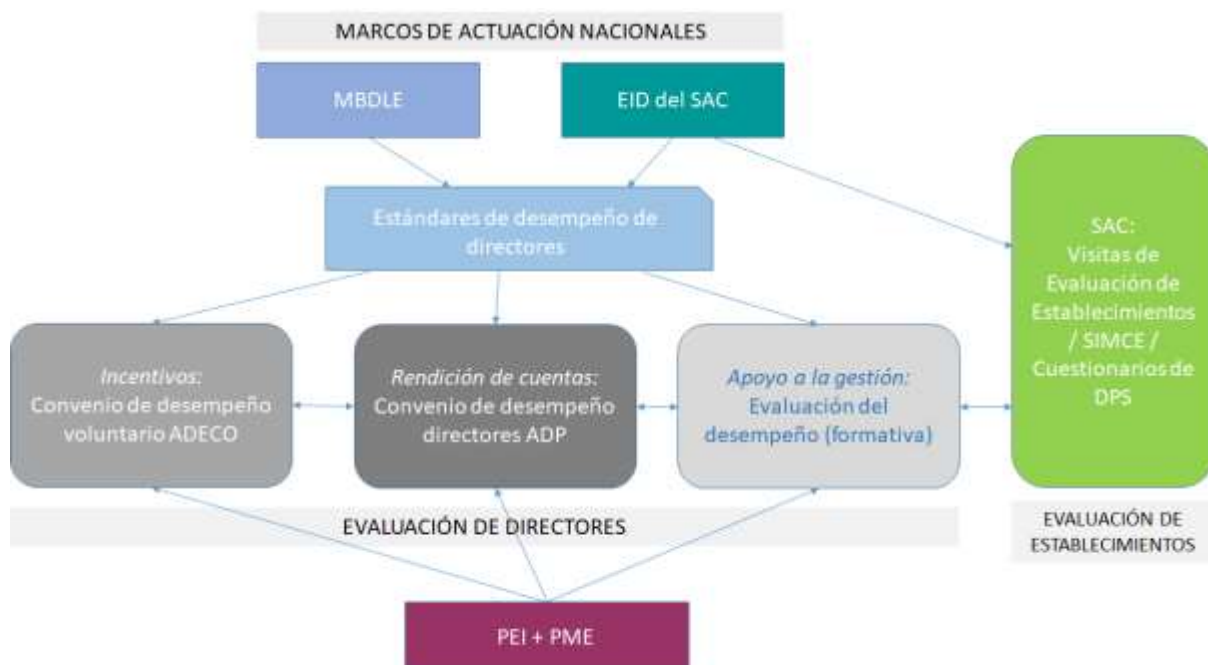 MARCOS DE ACTUACIÓN NACIONALES
MBDLE
EID del SAC
Estándares de desempeño de
directores
SAC:
Visitas de
Evaluación de
Establecimientos
/ SIMCE /
Cuestionarios de
DPS
Incentivos:
Convenio de desempeño
voluntario ADECO
Rendición de cuentas:
Convenio de desempeño
directores ADP
Apoyo a la gestión:
Evaluación del
desempeño (formativa)
EVALUACIÓN DE DIRECTORES
EVALUACIÓN DE
ESTABLECIMIENTOS
PEI + PME